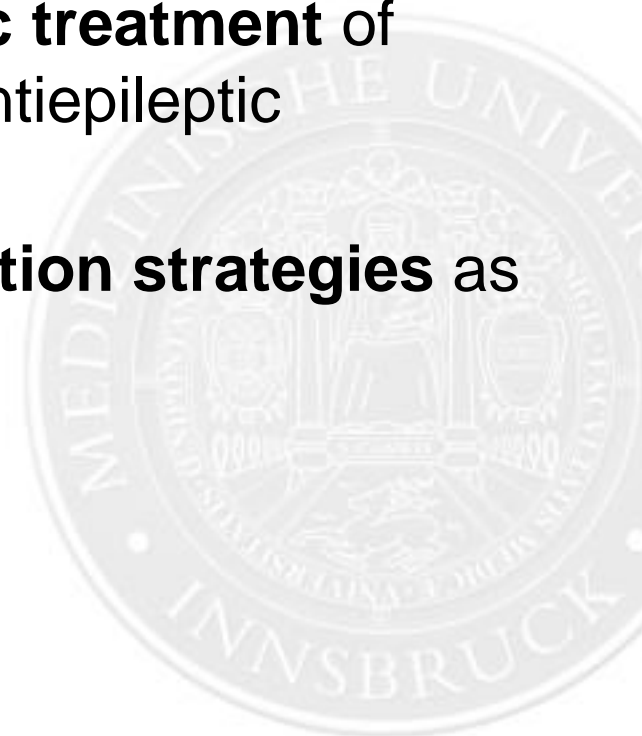 c treatment of
ntiepileptic
tion strategies as
MEDIZINISCHE UNIVER
INNSBRUCK